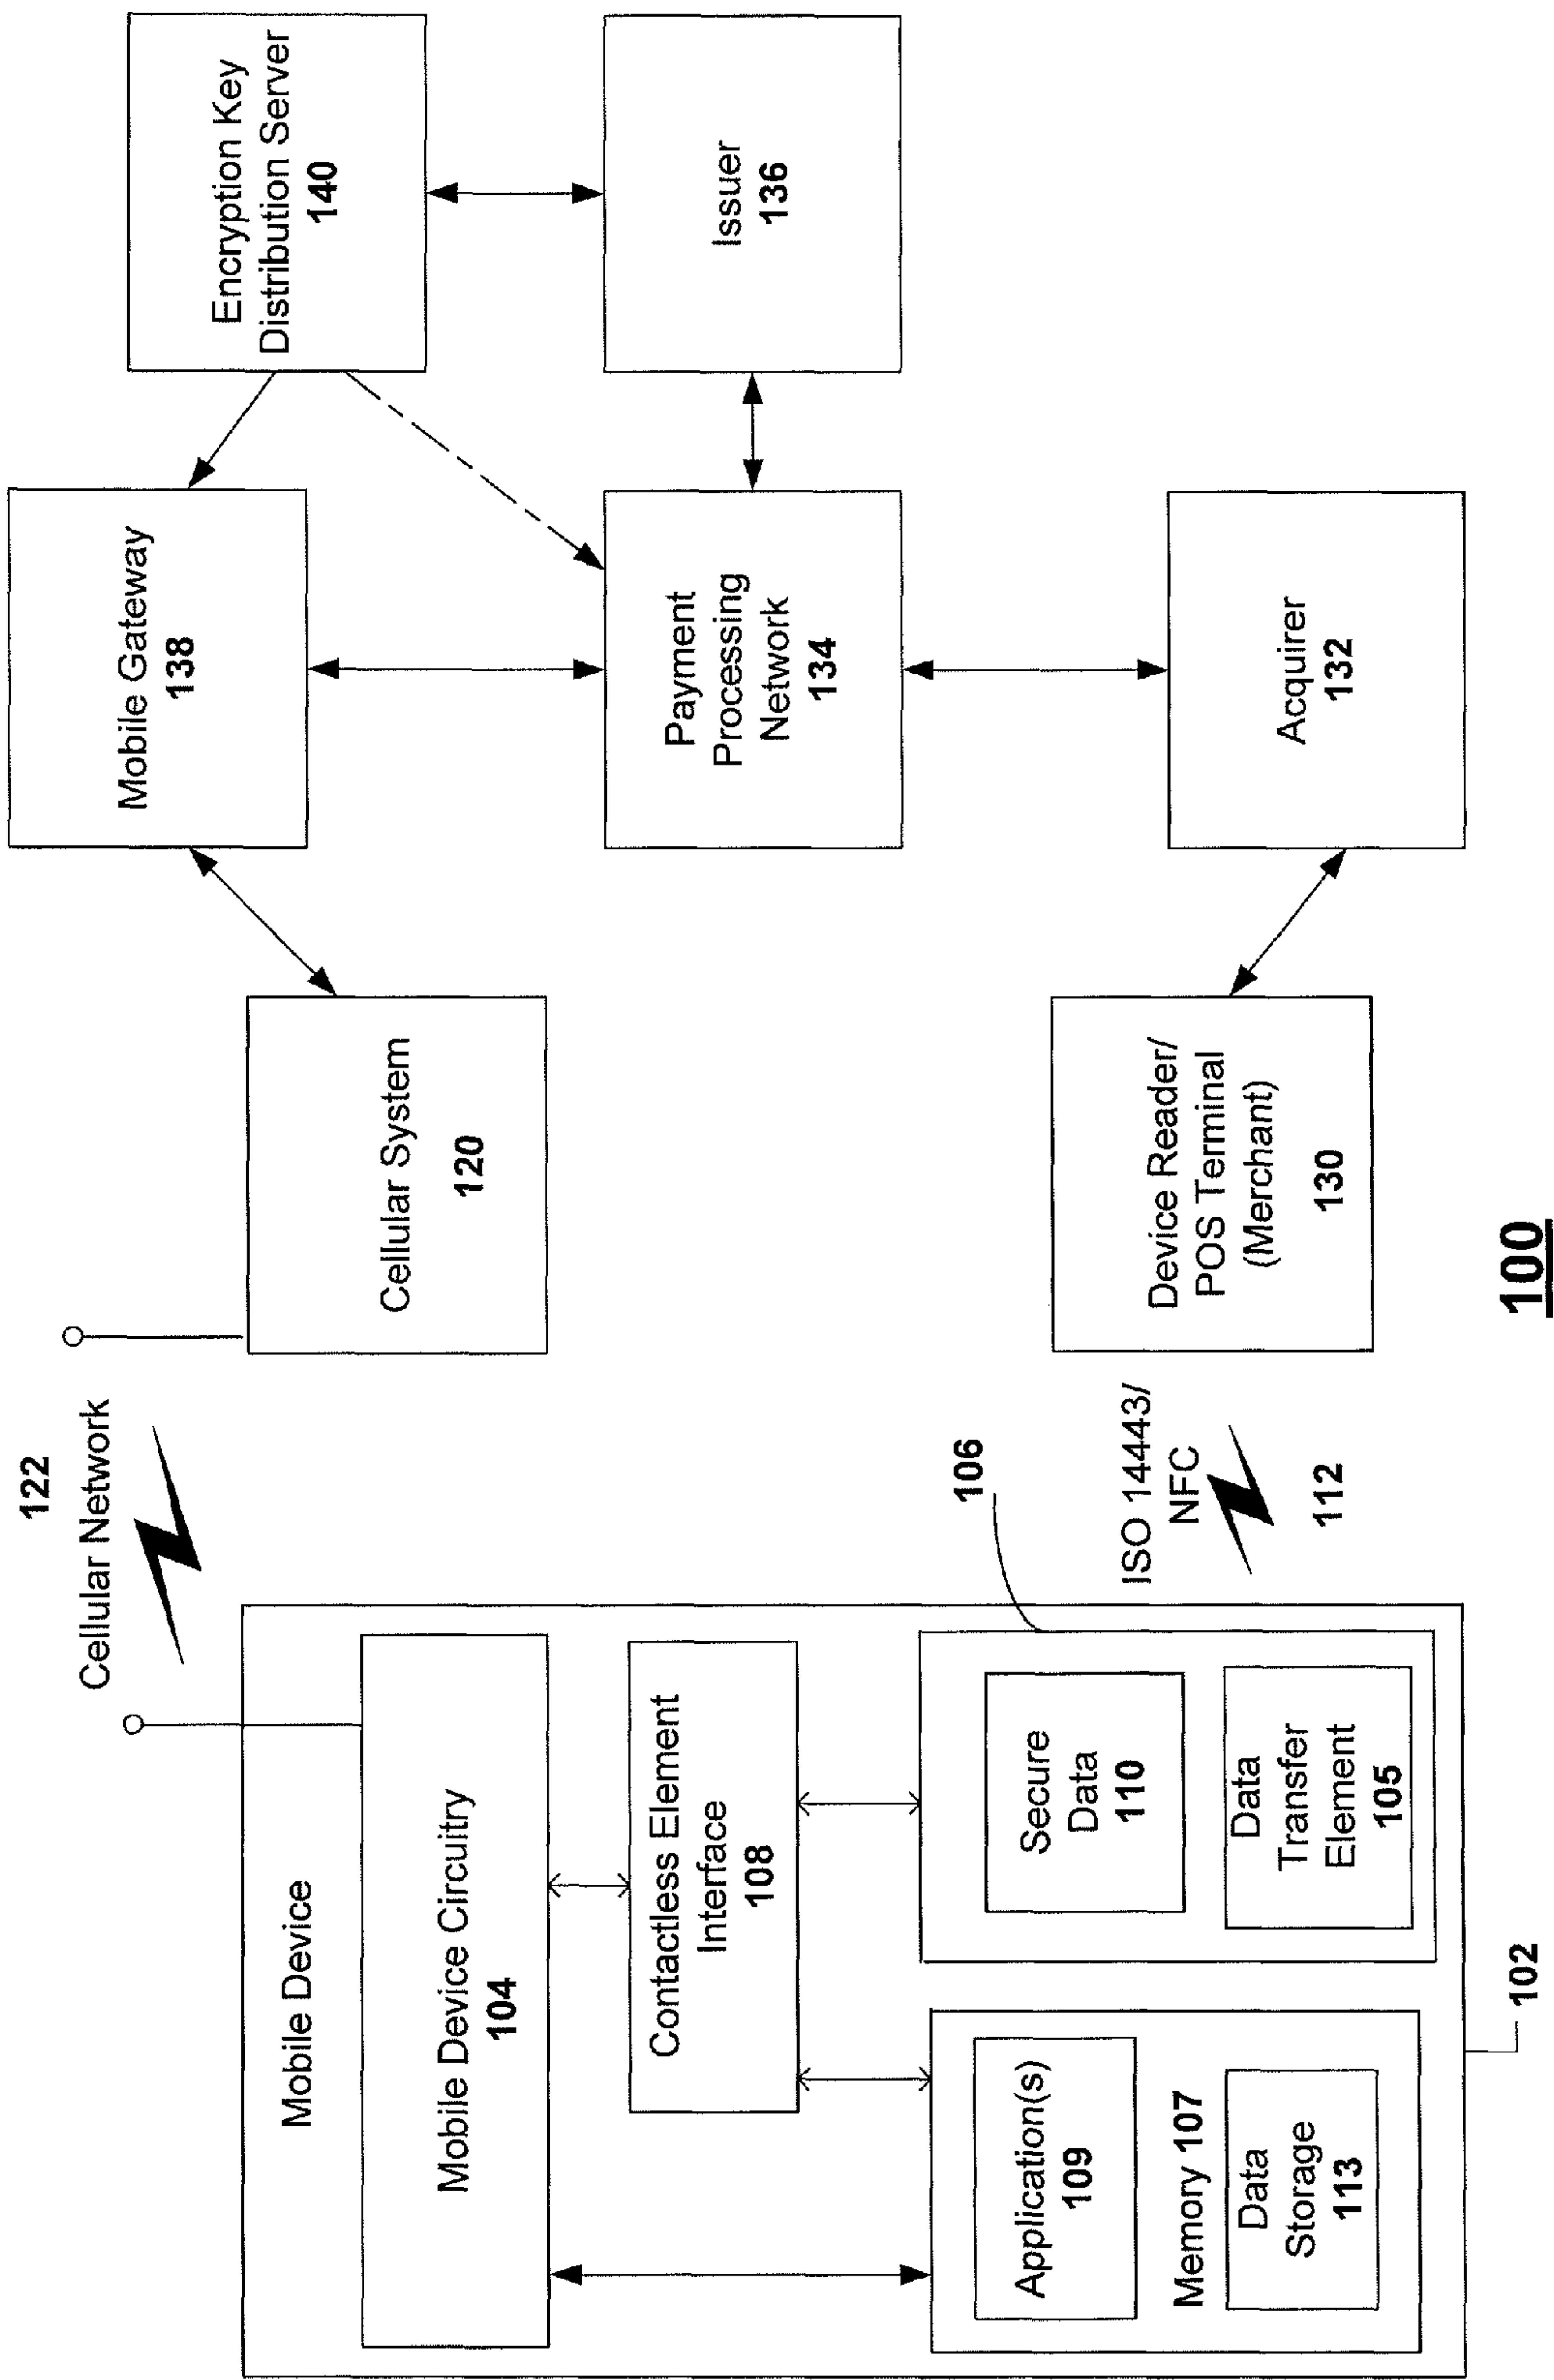 Mobile Device
Mobile Device Circuitry
104
Contactless Element
Interface
108
Application(s)
109
Memory 107
Data
Storage
113
Secure
Data
110
Data
Transfer
Element
105
102
106
122
Cellular Network
ISO 14443/
NFC
112
Cellular System
120
Device Reader/
POS Terminal
(Merchant)
130
Mobile Gateway
138
Payment
Processing
Network
134
Acquirer
132
Encryption Key
Distribution Server
140
Issuer
136
100